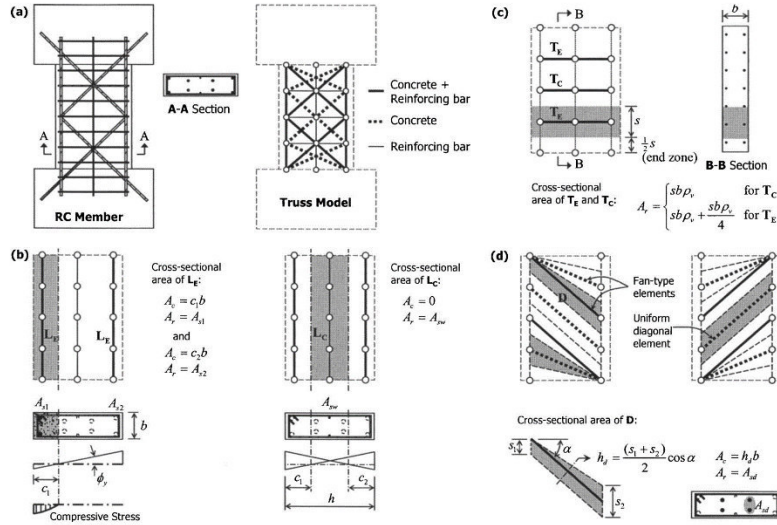 (a)
A
A
A-A Section
RC Member
Truss Model
Concrete +
Reinforcing bar
Concrete
Reinforcing bar
(b)
L_E
L_E
Cross-sectional
area of L_E:
A_c = c_1b
A_r = A_s1
and
A_c = c_2b
A_r = A_s2
A_s1
A_s2
b
ϕ_y
c_1
Compressive Stress
L_C
Cross-sectional
area of L_C:
A_c = 0
A_r = A_sw
A_sw
c_1
c_2
h
(c)
B
B
T_E
T_C
T_E
s
½s
(end zone)
b
B-B Section
Cross-sectional
area of T_E and T_C:
A_r = { sbρ_v for T_C
sbρ_v + sbρ_v/4 for T_E
(d)
D
Fan-type
elements
Uniform
diagonal
element
Cross-sectional area of D:
s_1
α
h_d = (s_1 + s_2)/2 cos α
s_2
A_c = h_d b
A_r = A_sd
A_sd